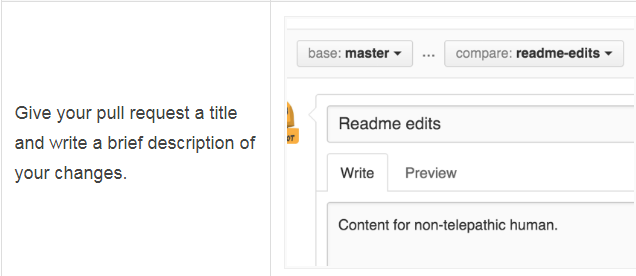 Give your pull request a title
and write a brief description of
your changes.
base: master ... compare: readme-edits
Readme edits
Write Preview
Content for non-telepathic human.